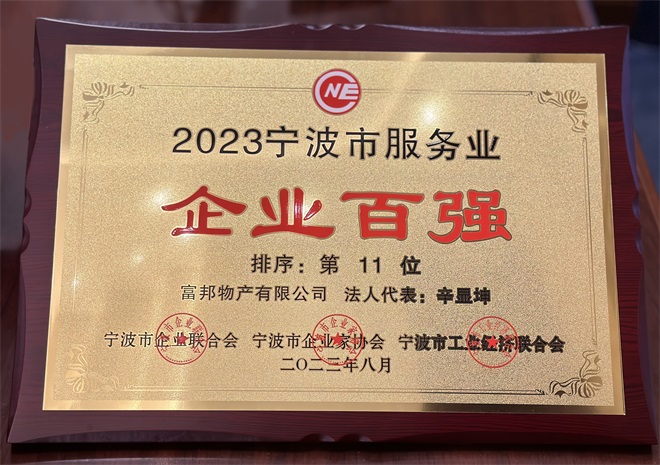 NE
2023宁波市服务业
企业百强
排序：第 11 位
富邦物产有限公司 法人代表：辛显坤
宁波市企业联合会 宁波市企业家协会 宁波市工业经济联合会
二〇二三年八月